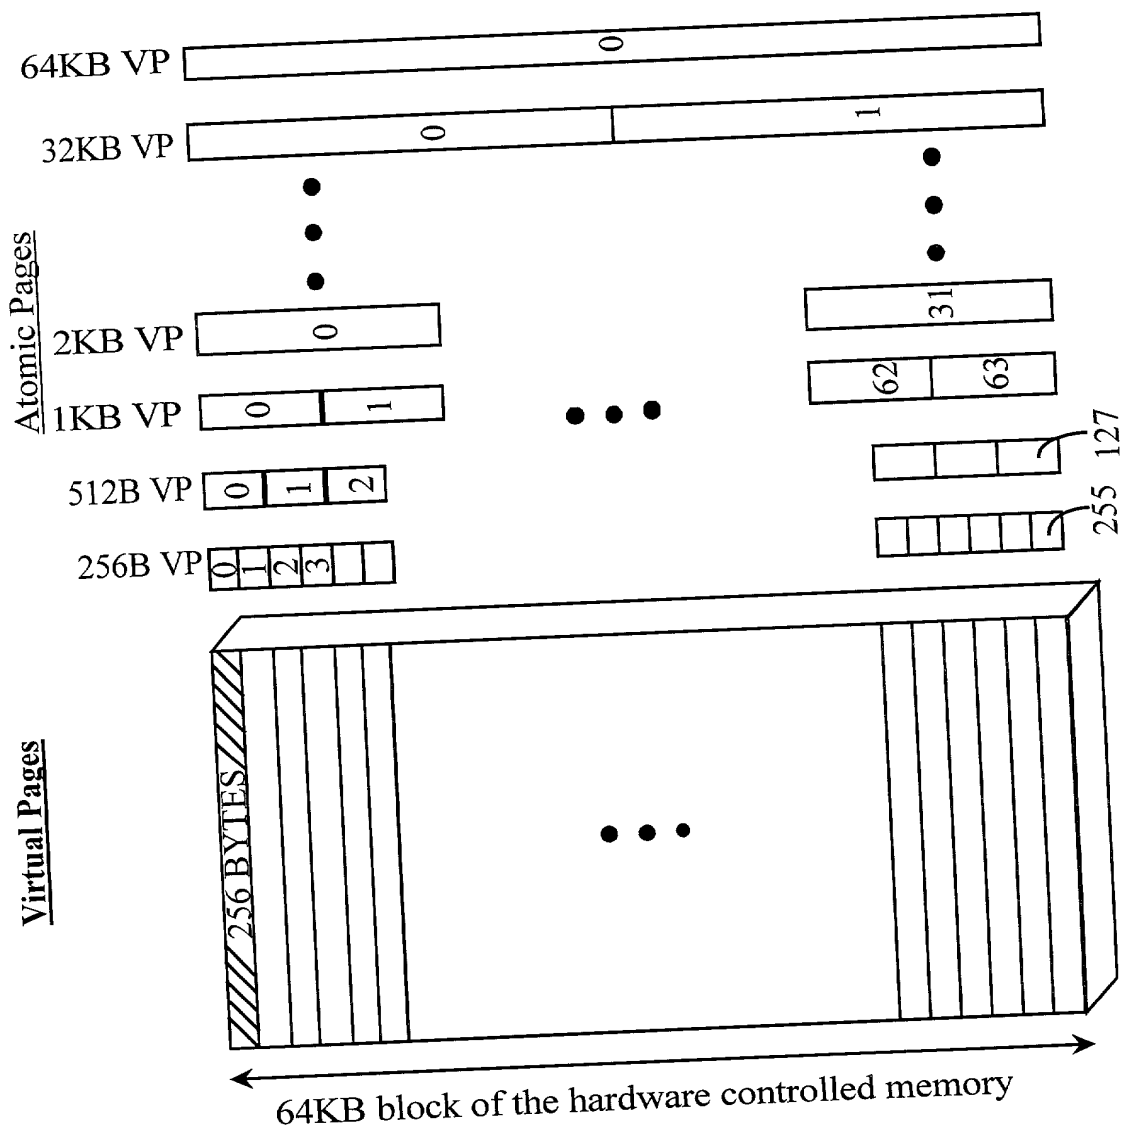 64KB VP 0
32KB VP 0 1
Atomic Pages
2KB VP 0 31
1KB VP 0 1 62 63
512B VP 0 1 2 127
256B VP 0 1 2 3 255
Virtual Pages
256 BYTES
64KB block of the hardware controlled memory